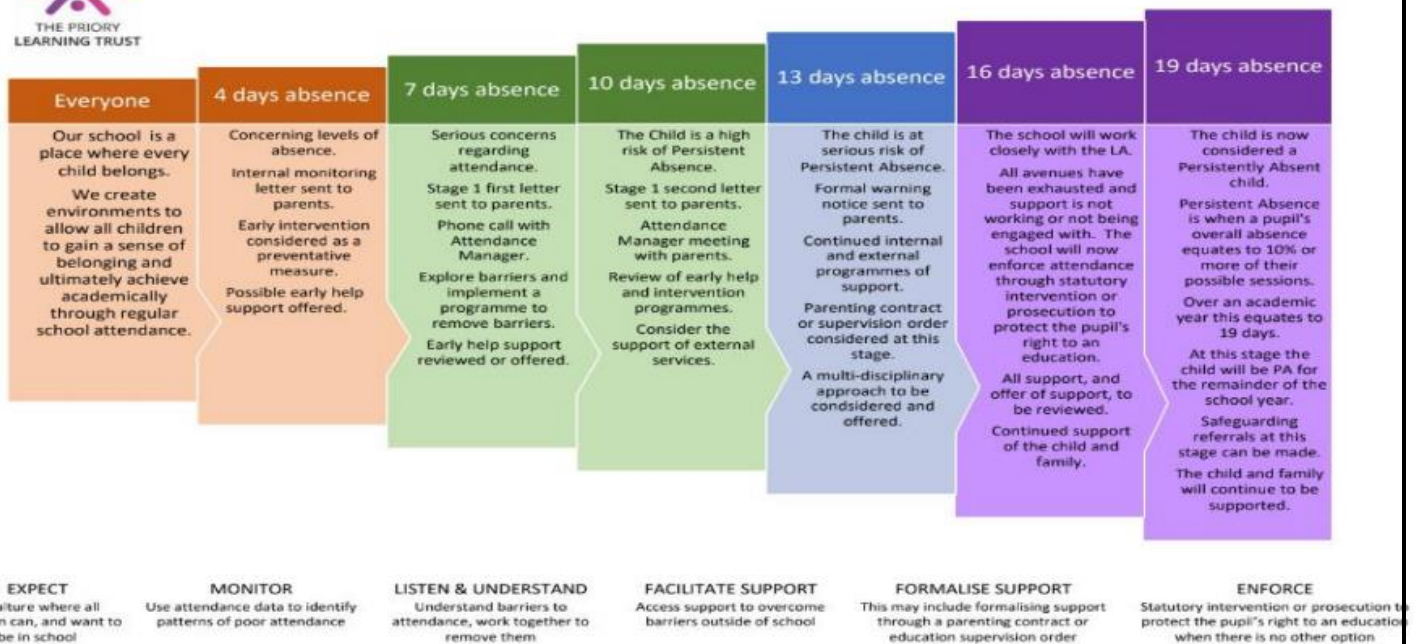 THE PRIORY
LEARNING TRUST
Everyone
Our school is a
place where every
child belongs.
We create
environments to
allow all children
to gain a sense of
belonging and
ultimately achieve
academically
through regular
school attendance.
4 days absence
Concerning levels of
absence.
Internal monitoring
letter sent to
parents.
Early intervention
considered as a
preventative
measure.
Possible early help
support offered.
7 days absence
Serious concerns
regarding
attendance.
Stage 1 first letter
sent to parents.
Phone call with
Attendance
Manager.
Explore barriers and
implement a
programme to
remove barriers.
Early help support
reviewed or offered.
10 days absence
The Child is a high
risk of Persistent
Absence.
Stage 1 second letter
sent to parents.
Attendance
Manager meeting
with parents.
Review of early help
and intervention
programmes.
Consider the
support of external
services.
13 days absence
The child is at
serious risk of
Persistent Absence.
Formal warning
notice sent to
parents.
Continued internal
and external
programmes of
support.
Parenting contract
or supervision order
considered at this
stage.
A multi-disciplinary
approach to be
condsidered and
offered.
16 days absence
The school will work
closely with the LA.
All avenues have
been exhausted and
support is not
working or not being
engaged with. The
school will now
enforce attendance
through statutory
intervention or
prosecution to
protect the pupil's
right to an
education.
All support, and
offer of support, to
be reviewed.
Continued support
of the child and
family.
19 days absence
The child is now
considered a
Persistently Absent
child.
Persistent Absence
is when a pupil's
overall absence
equates to 10% or
more of their
possible sessions.
Over an academic
year this equates to
19 days.
At this stage the
child will be PA for
the remainder of the
school year.
Safeguarding
referrals at this
stage can be made.
The child and family
will continue to be
supported.
EXPECT
where all
can, and want to
be in school
MONITOR
Use attendance data to identify
patterns of poor attendance
LISTEN & UNDERSTAND
Understand barriers to
attendance, work together to
remove them
FACILITATE SUPPORT
Access support to overcome
barriers outside of school
FORMALISE SUPPORT
This may include formalising support
through a parenting contract or
education supervision order
ENFORCE
Statutory intervention or prosecution to
protect the pupil's right to an education
when there is no other option